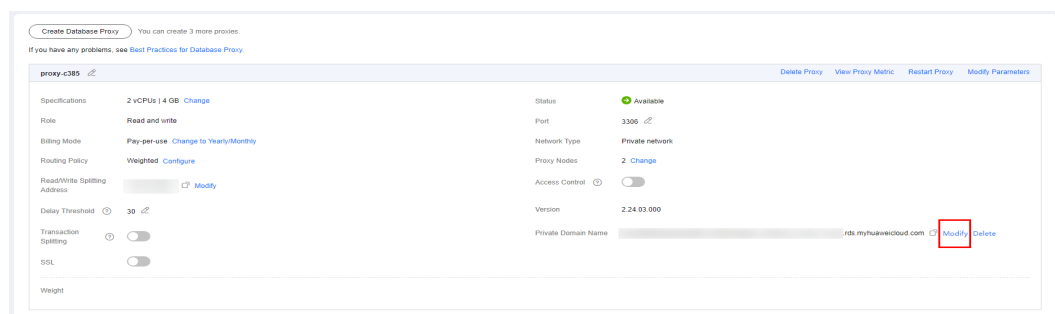 Create Database Proxy You can create 3 more proxies.
If you have any problems, see Best Practices for Database Proxy.
proxy-c385 Delete Proxy View Proxy Metric Restart Proxy Modify Parameters
Specifications 2 vCPUs | 4 GB Change Status Available
Role Read and write Port 3306
Billing Mode Pay-per-use Change to Yearly/Monthly Network Type Private network
Routing Policy Weighted Configure Proxy Nodes 2 Change
Read/Write Splitting
Address Modify Access Control
Delay Threshold 30 Version 2.24.03.000
Transaction
Splitting Private Domain Name .rds.myhuaweicloud.com Modify Delete
SSL
Weight